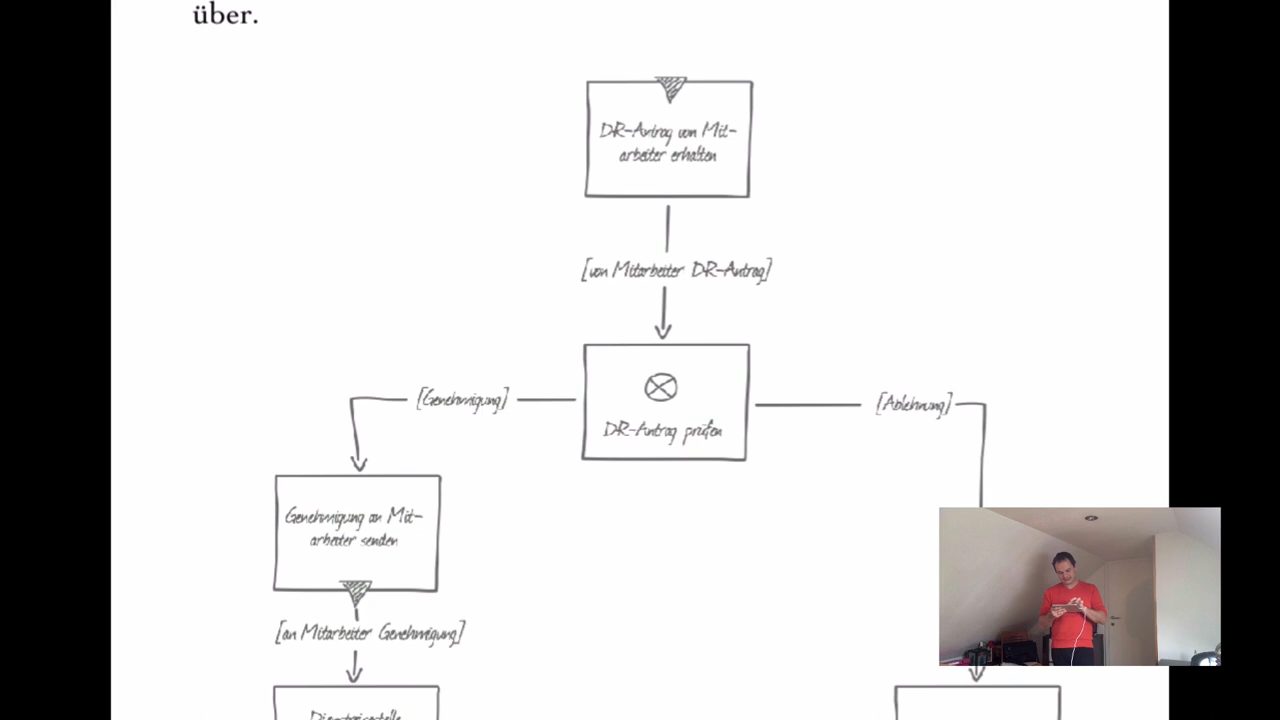 über.
DR-Antrag von Mit-
arbeiter erhalten
[von Mitarbeiter DR-Antrag]
[Genehmigung]
DR-Antrag prüfen
[Ablehnung]
Genehmigung an Mit-
arbeiter senden
[an Mitarbeiter Genehmigung]